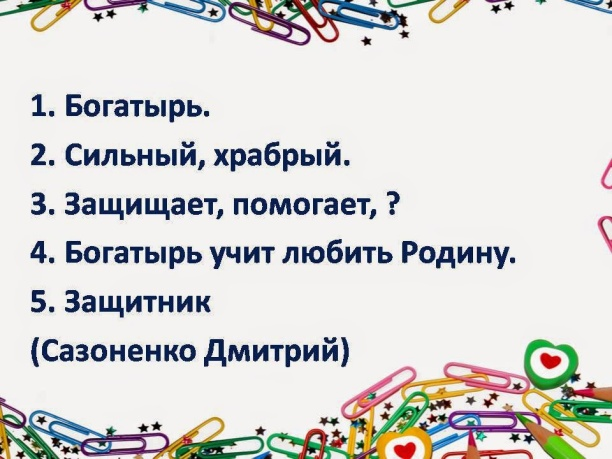 1. Богатырь.
2. Сильный, храбрый.
3. Защищает, помогает, ?
4. Богатырь учит любить Родину.
5. Защитник
(Сазоненко Дмитрий)